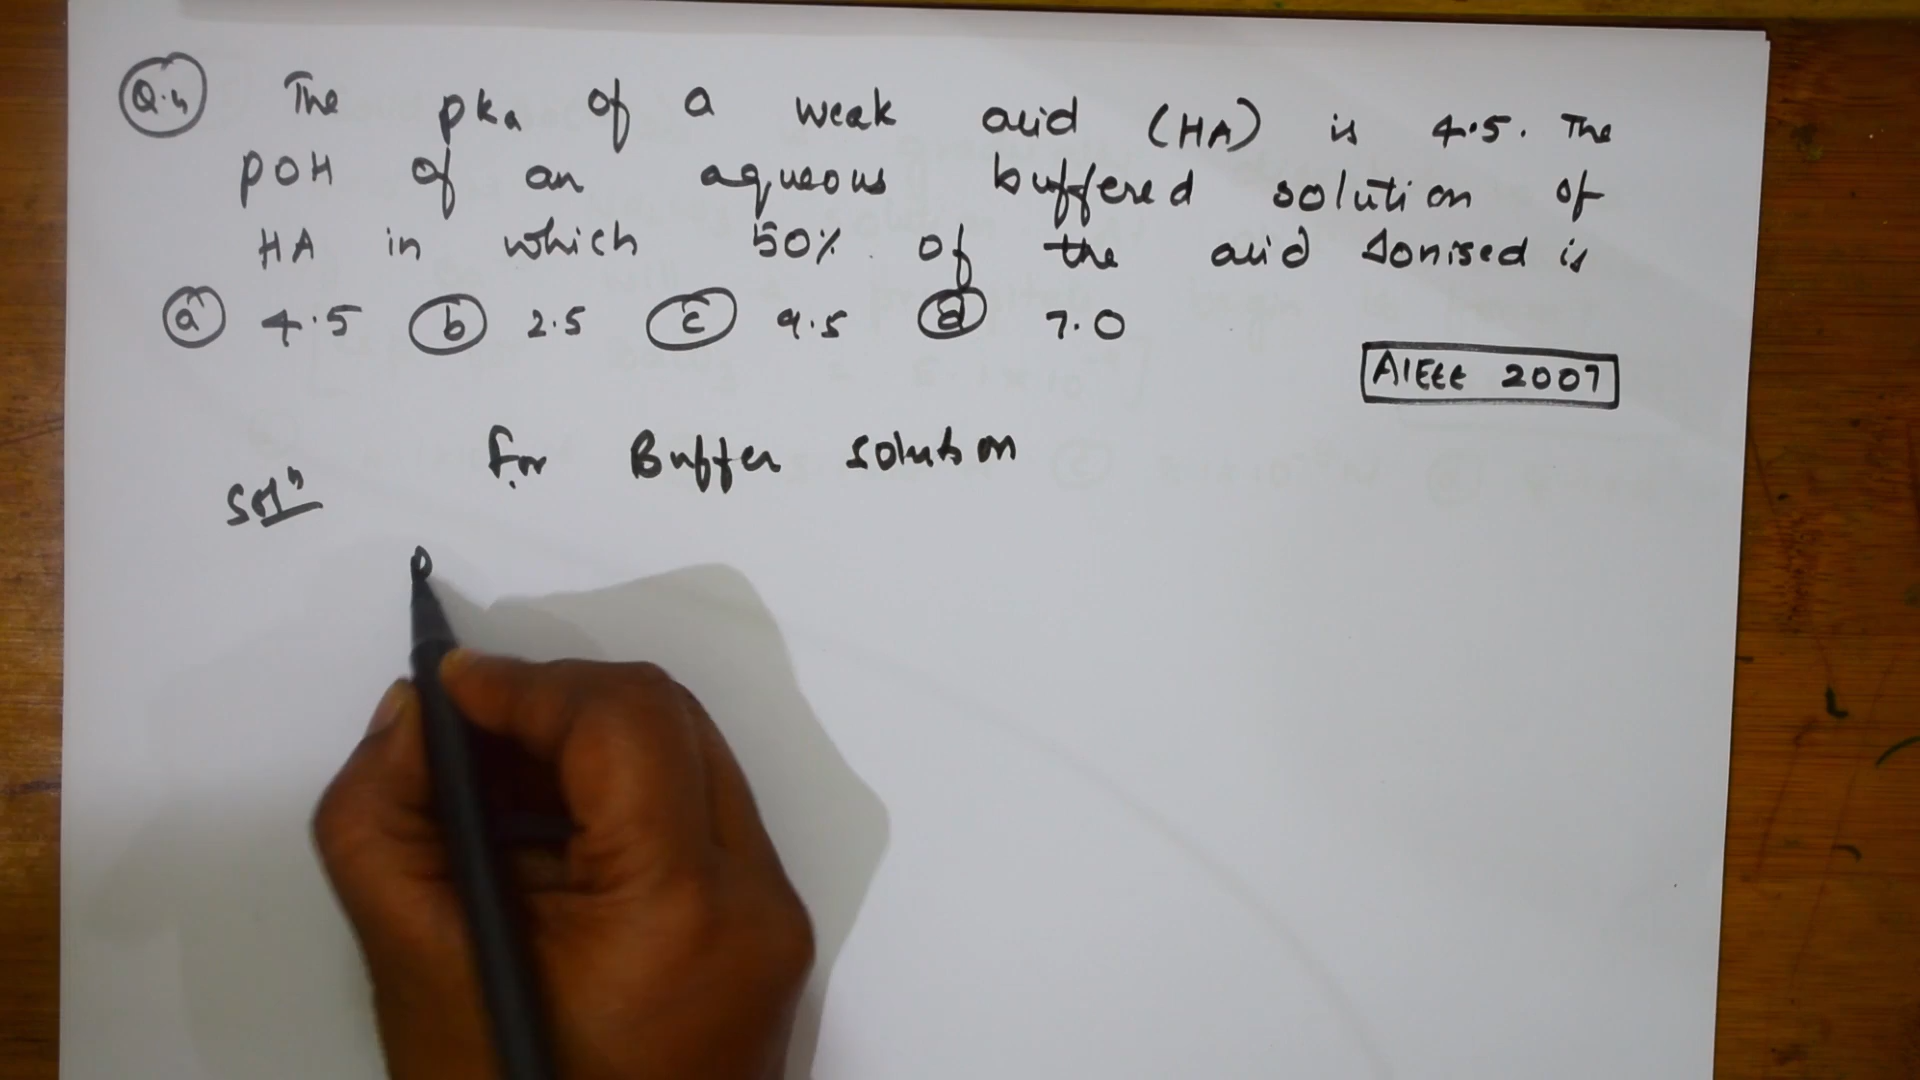 Q.4 The pKa of a weak acid (HA) is 4.5. The
pOH of an aqueous buffered solution of
HA in which 50% of the acid Ionised is
a 4.5 b 2.5 c 9.5 d 7.0
AIEEE 2007
For Buffer solution
Solⁿ
p